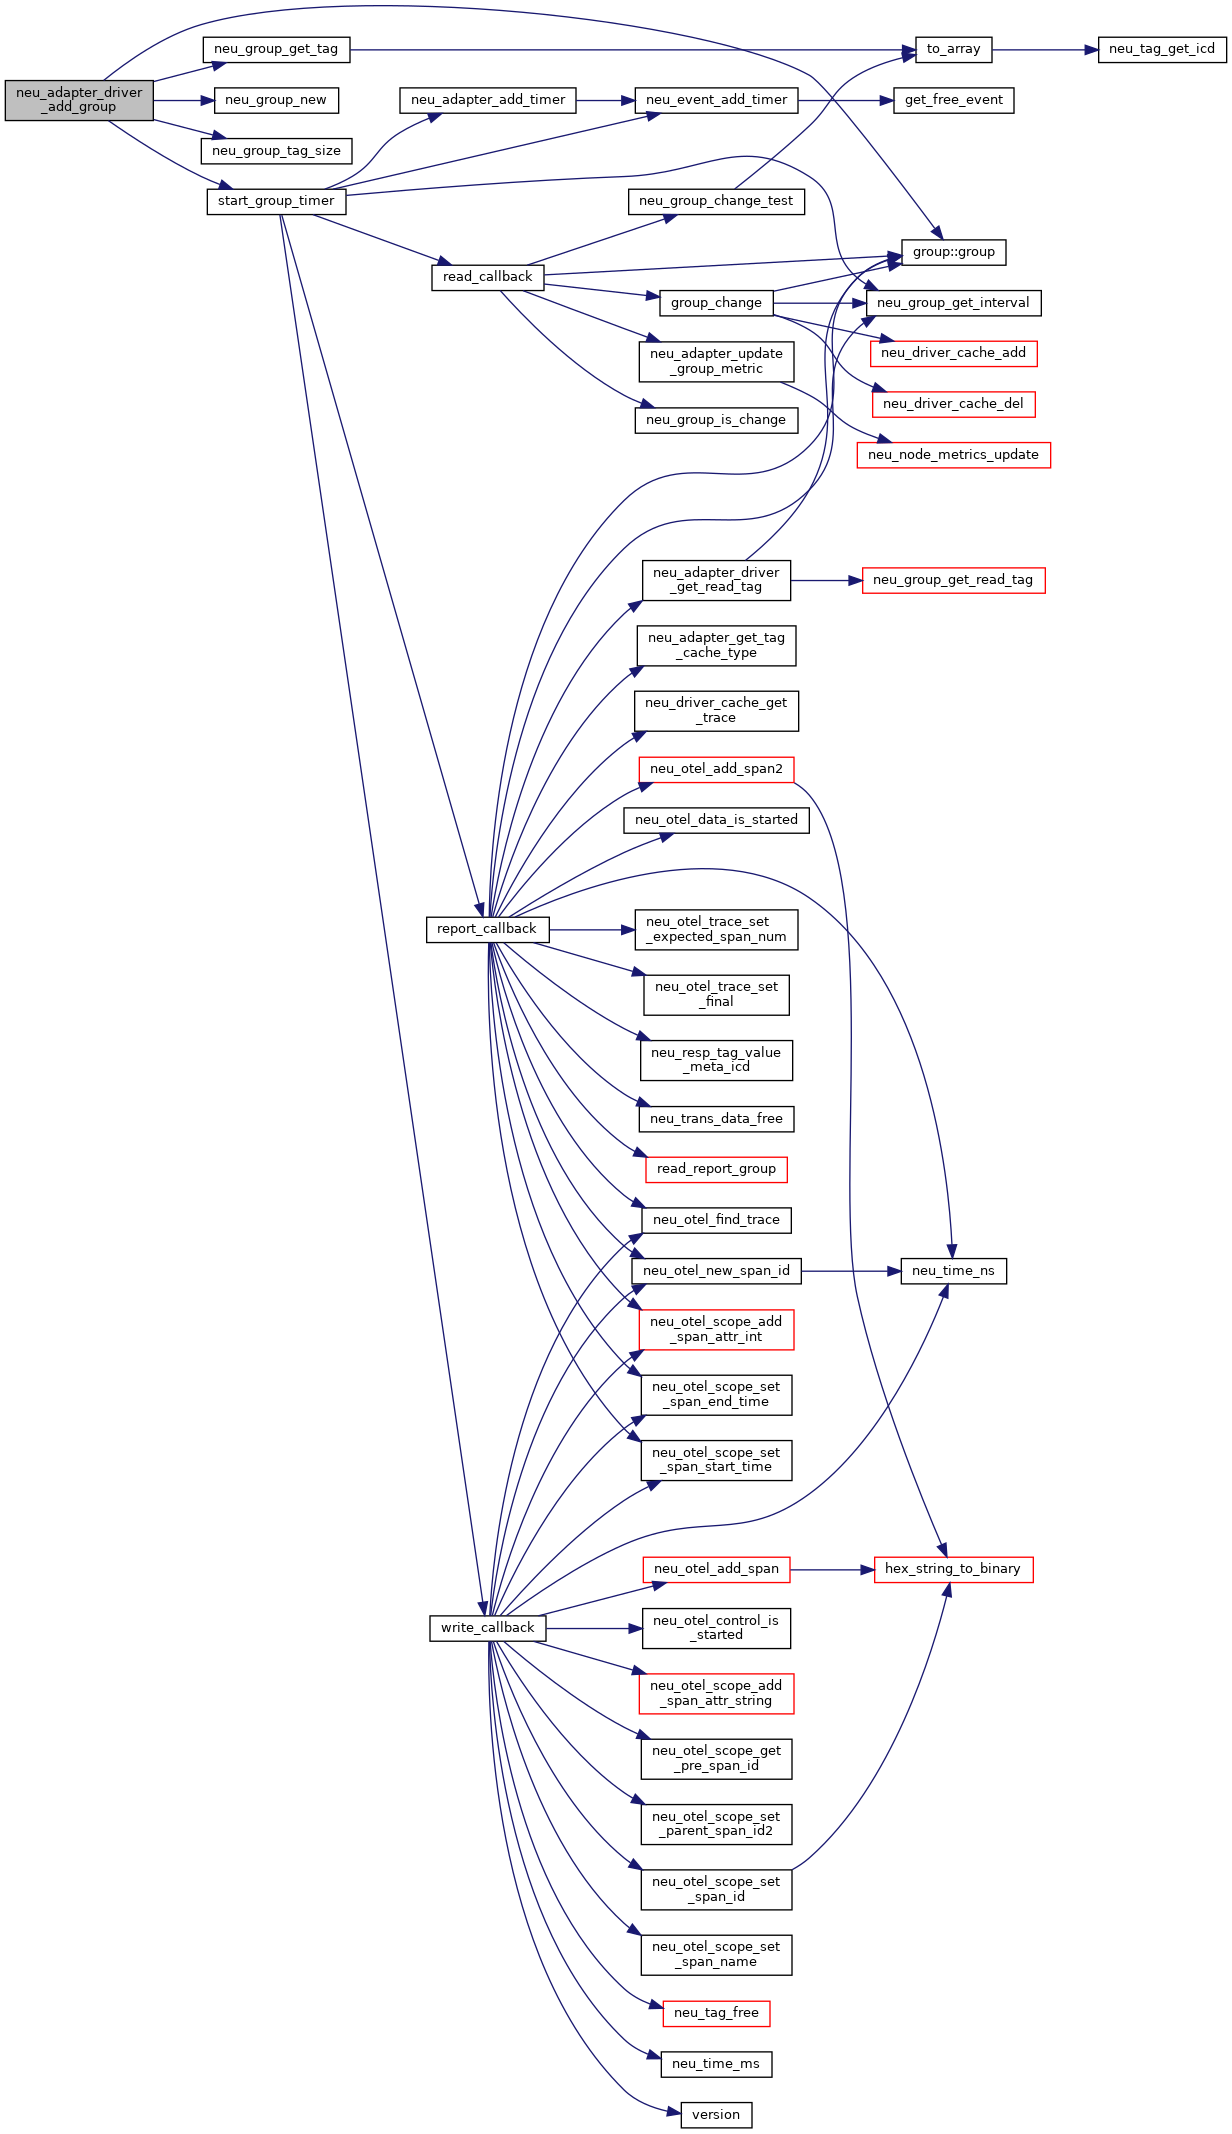 neu_adapter_driver
_add_group
neu_group_get_tag
neu_group_new
neu_group_tag_size
start_group_timer
neu_adapter_add_timer
neu_event_add_timer
to_array
neu_tag_get_icd
get_free_event
neu_group_change_test
read_callback
group::group
group_change
neu_group_get_interval
neu_adapter_update
_group_metric
neu_driver_cache_add
neu_driver_cache_del
neu_group_is_change
neu_node_metrics_update
neu_adapter_driver
_get_read_tag
neu_group_get_read_tag
neu_adapter_get_tag
_cache_type
neu_driver_cache_get
_trace
neu_otel_add_span2
neu_otel_data_is_started
report_callback
neu_otel_trace_set
_expected_span_num
neu_otel_trace_set
_final
neu_resp_tag_value
_meta_icd
neu_trans_data_free
read_report_group
neu_otel_find_trace
neu_otel_new_span_id
neu_time_ns
neu_otel_scope_add
_span_attr_int
neu_otel_scope_set
_span_end_time
neu_otel_scope_set
_span_start_time
neu_otel_add_span
hex_string_to_binary
write_callback
neu_otel_control_is
_started
neu_otel_scope_add
_span_attr_string
neu_otel_scope_get
_pre_span_id
neu_otel_scope_set
_parent_span_id2
neu_otel_scope_set
_span_id
neu_otel_scope_set
_span_name
neu_tag_free
neu_time_ms
version